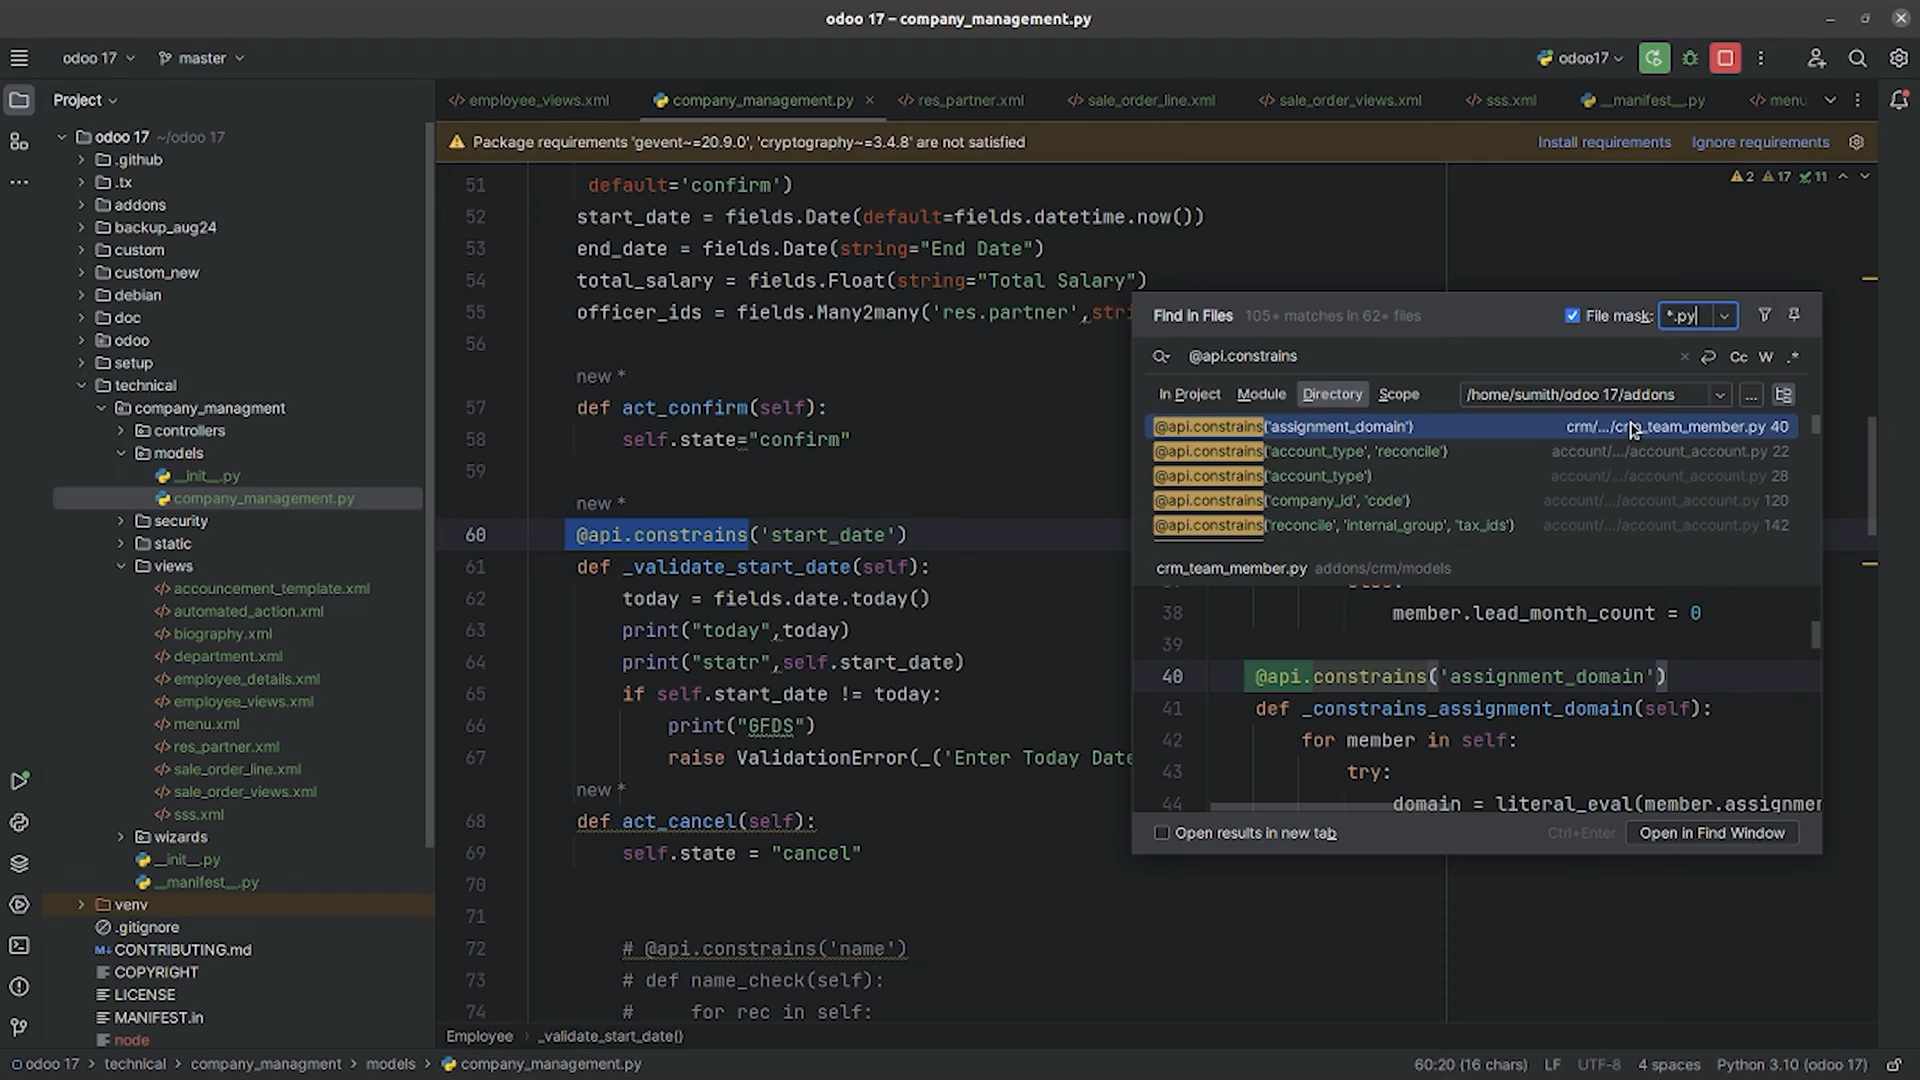 odoo 17 – company_management.py
odoo 17
master
odoo17
Project
employee_views.xml
company_management.py
res_partner.xml
sale_order_line.xml
sale_order_views.xml
sss.xml
__manifest__.py
menu
Package requirements 'gevent~=20.9.0', 'cryptography~=3.4.8' are not satisfied
Install requirements
Ignore requirements
2 17 11
odoo 17 ~/odoo 17
.github
.tx
addons
backup_aug24
custom
custom_new
debian
doc
odoo
setup
technical
company_managment
controllers
models
__init__.py
company_management.py
security
static
views
accouncement_template.xml
automated_action.xml
biography.xml
department.xml
employee_details.xml
employee_views.xml
menu.xml
res_partner.xml
sale_order_line.xml
sale_order_views.xml
sss.xml
wizards
__init__.py
__manifest__.py
venv
.gitignore
CONTRIBUTING.md
COPYRIGHT
LICENSE
MANIFEST.in
node
51 default='confirm')
52 start_date = fields.Date(default=fields.datetime.now())
53 end_date = fields.Date(string="End Date")
54 total_salary = fields.Float(string="Total Salary")
55 officer_ids = fields.Many2many('res.partner',stri
56
new *
57 def act_confirm(self):
58 self.state="confirm"
59
new *
60 @api.constrains('start_date')
61 def _validate_start_date(self):
62 today = fields.date.today()
63 print("today",today)
64 print("statr",self.start_date)
65 if self.start_date != today:
66 print("GFDS")
67 raise ValidationError(_('Enter Today Date
new *
68 def act_cancel(self):
69 self.state = "cancel"
70
71
72 # @api.constrains('name')
73 # def name_check(self):
74 # for rec in self:
Find in Files 105+ matches in 62+ files
File mask: *.py
@api.constrains
Cc W .*
In Project Module Directory Scope
/home/sumith/odoo 17/addons
...
@api.constrains('assignment_domain') crm/.../crm_team_member.py 40
@api.constrains('account_type', 'reconcile') account/.../account_account.py 22
@api.constrains('account_type') account/.../account_account.py 28
@api.constrains('company_id', 'code') account/.../account_account.py 120
@api.constrains('reconcile', 'internal_group', 'tax_ids') account/.../account_account.py 142
crm_team_member.py addons/crm/models
38 member.lead_month_count = 0
39
40 @api.constrains('assignment_domain')
41 def _constrains_assignment_domain(self):
42 for member in self:
43 try:
44 domain = literal_eval(member.assignmen
Open results in new tab
Ctrl+Enter
Open in Find Window
Employee _validate_start_date()
odoo 17 > technical > company_managment > models > company_management.py
60:20 (16 chars) LF UTF-8 4 spaces Python 3.10 (odoo 17)